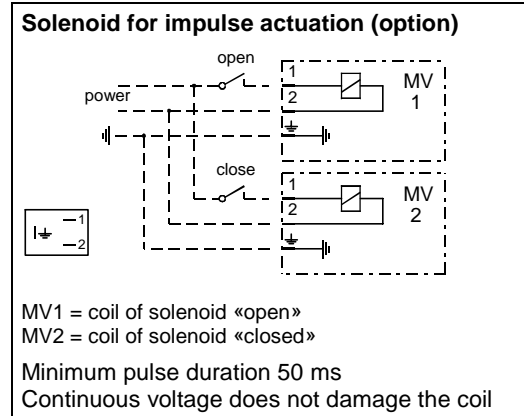 Solenoid for impulse actuation (option)
open
power
1
2
MV
1
close
1
2
MV
2
1
2
MV1 = coil of solenoid «open»
MV2 = coil of solenoid «closed»
Minimum pulse duration 50 ms
Continuous voltage does not damage the coil